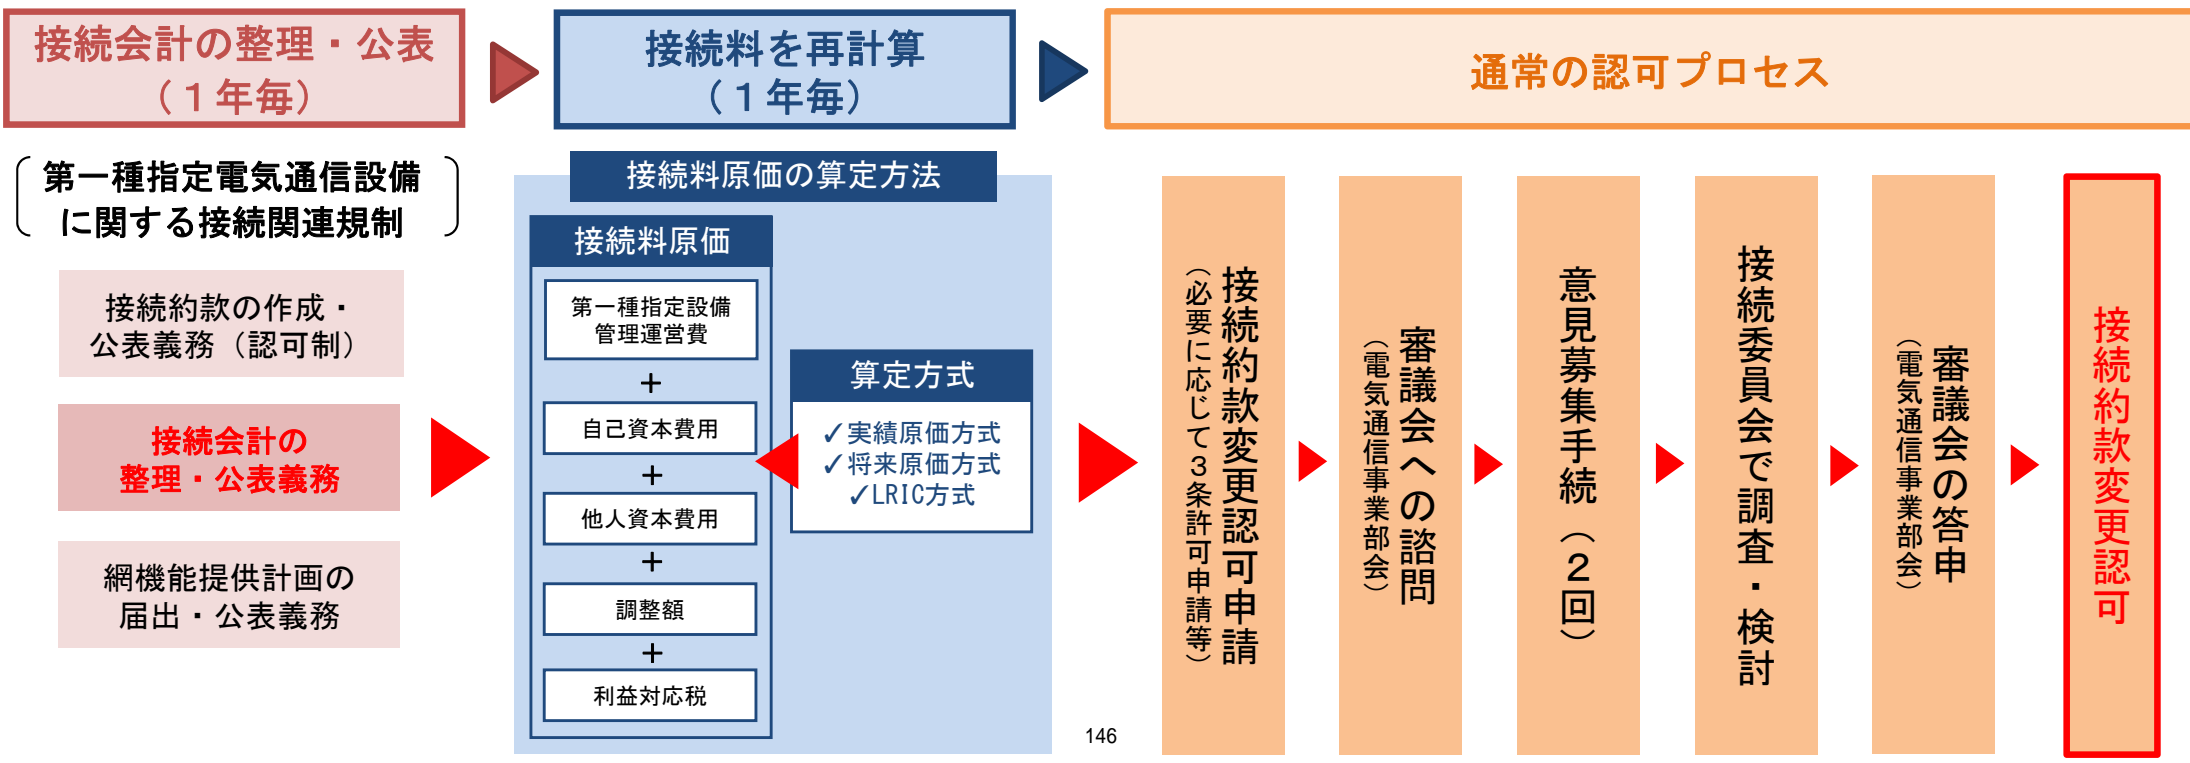 接続会計の整理・公表
（１年毎）
接続料を再計算
（１年毎）
通常の認可プロセス
第一種指定電気通信設備
に関する接続関連規制
接続約款の作成・
公表義務（認可制）
接続会計の
整理・公表義務
網機能提供計画の
届出・公表義務
接続料原価の算定方法
接続料原価
第一種指定設備
管理運営費
＋
自己資本費用
＋
他人資本費用
＋
調整額
＋
利益対応税
算定方式
✓実績原価方式
✓将来原価方式
✓LRIC方式
接続約款変更認可申請
（必要に応じて３条許可申請等）
審議会への諮問
（電気通信事業部会）
意見募集手続（２回）
接続委員会で調査・検討
審議会の答申
（電気通信事業部会）
接続約款変更認可
146